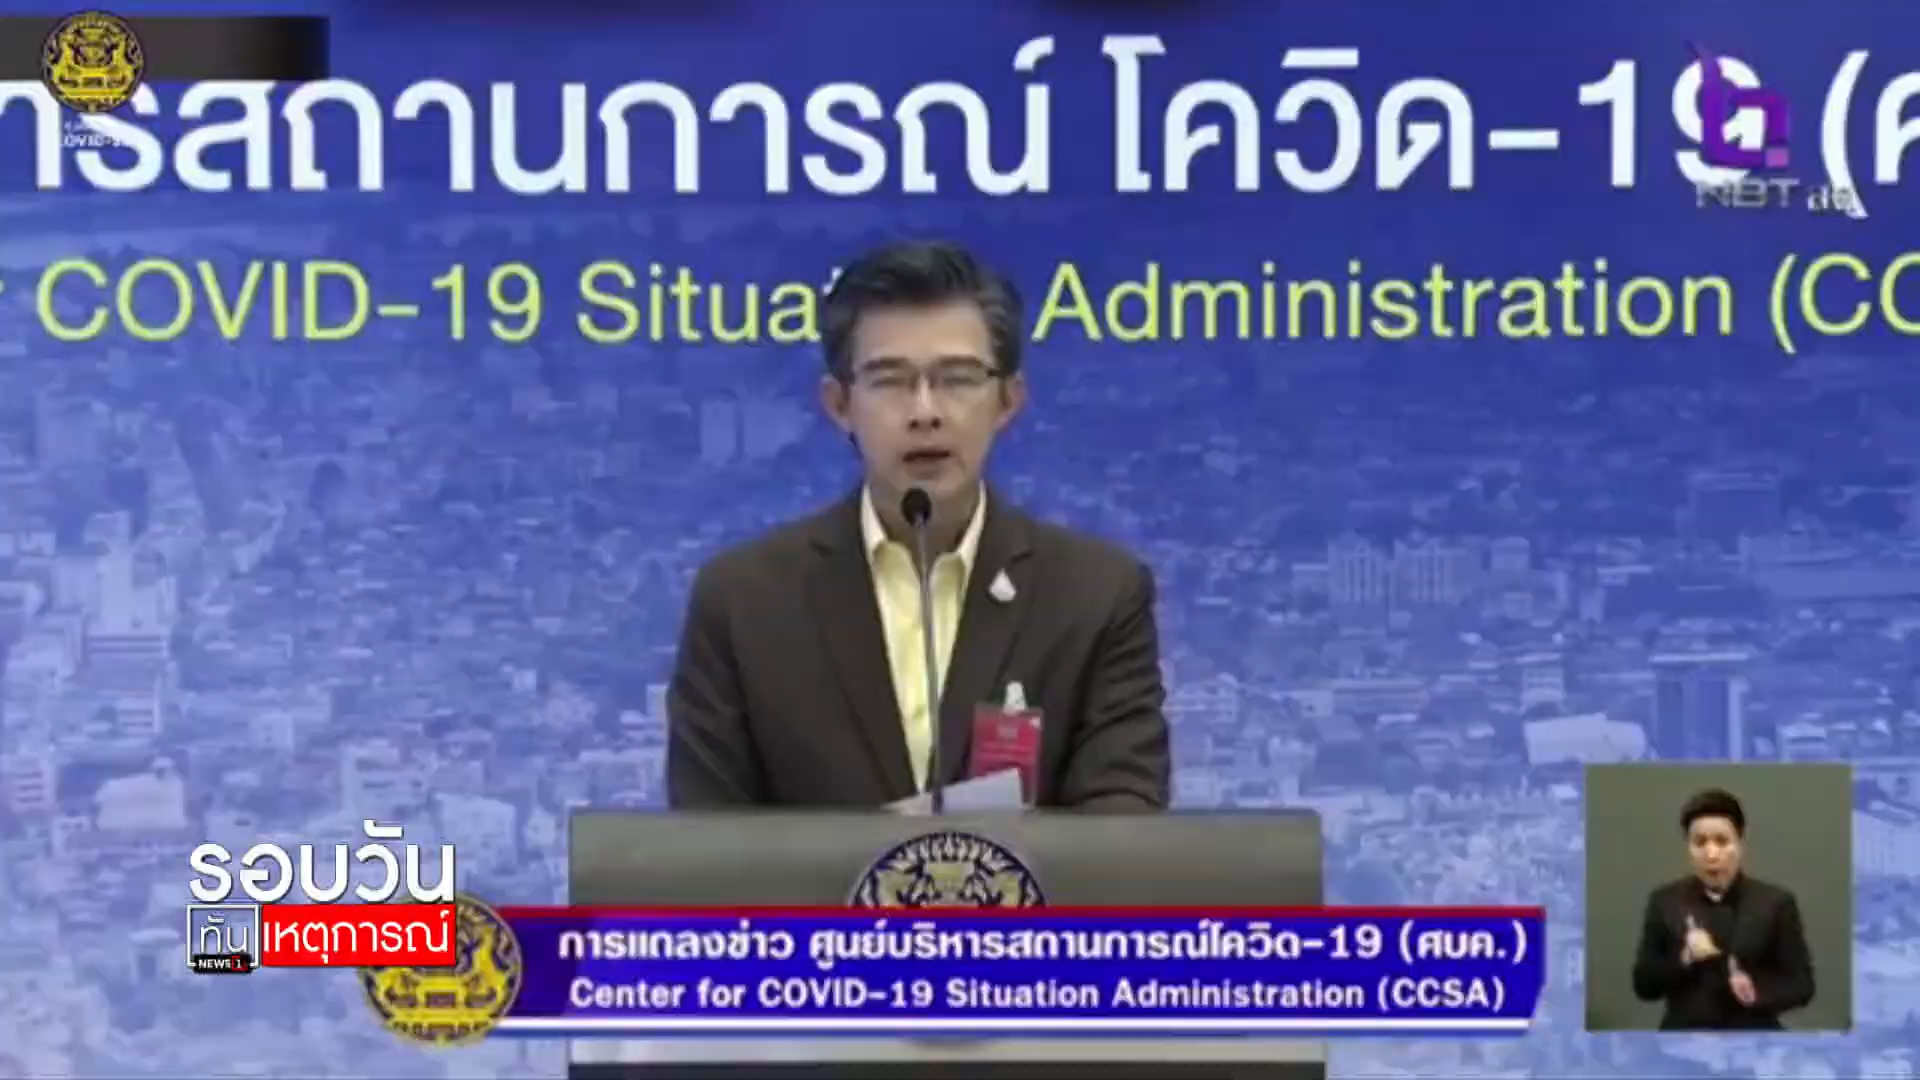 ารสถานการณ์ โควิด-19 (ศ
COVID-19
NBT
COVID-19 Situat Administration (CC
รอบวัน
ทันเหตุการณ์
NEWS 1
การแถลงข่าว ศูนย์บริหารสถานการณ์โควิด-19 (ศบค.)
Center for COVID-19 Situation Administration (CCSA)